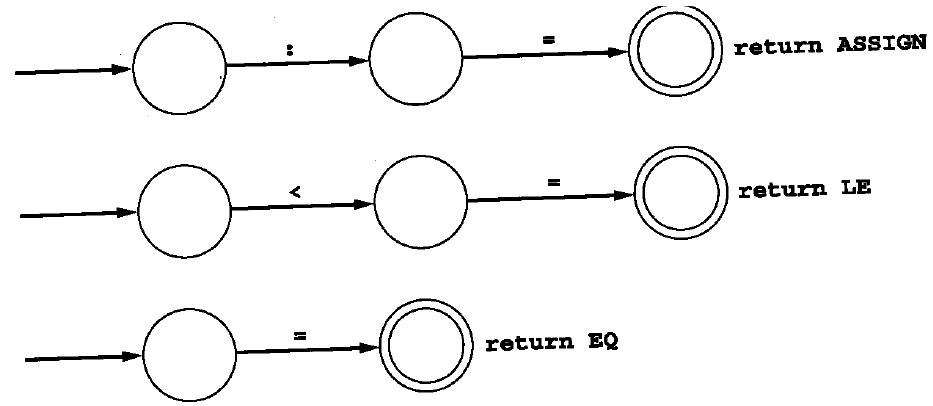 : = return ASSIGN
< = return LE
= return EQ